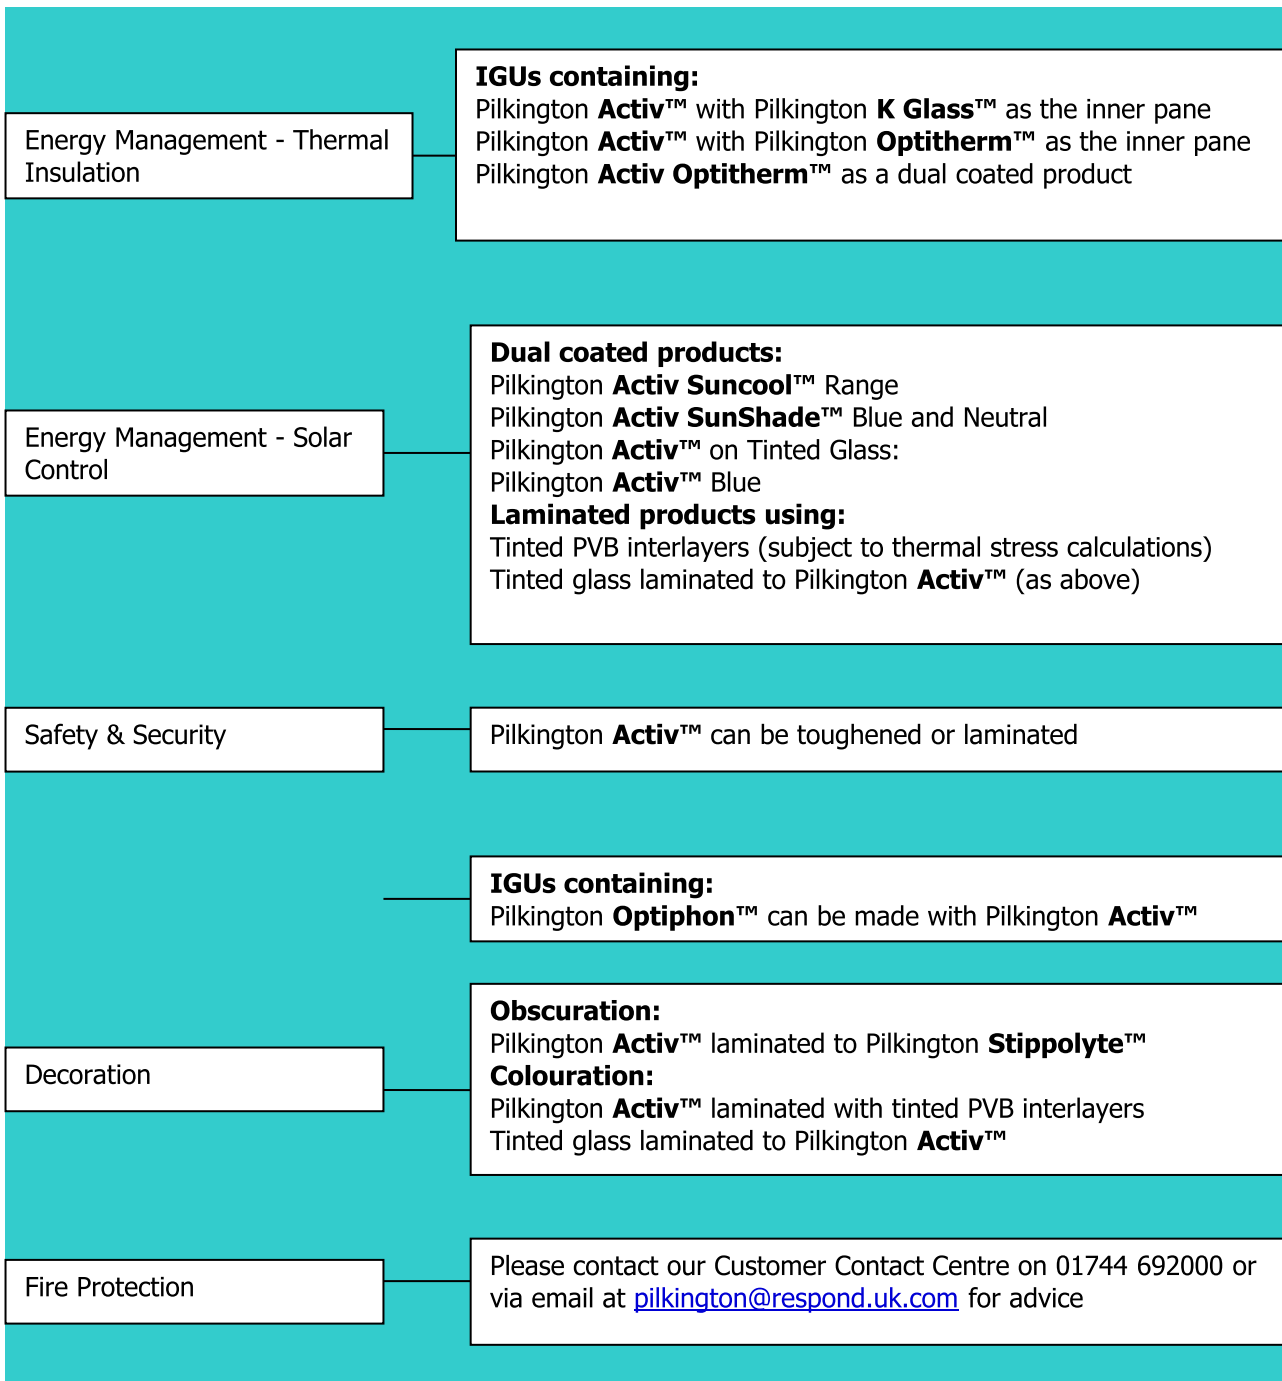 Energy Management - Thermal
Insulation
IGUs containing:
Pilkington Activ™ with Pilkington K Glass™ as the inner pane
Pilkington Activ™ with Pilkington Optitherm™ as the inner pane
Pilkington Activ Optitherm™ as a dual coated product
Energy Management - Solar
Control
Dual coated products:
Pilkington Activ Suncool™ Range
Pilkington Activ SunShade™ Blue and Neutral
Pilkington Activ™ on Tinted Glass:
Pilkington Activ™ Blue
Laminated products using:
Tinted PVB interlayers (subject to thermal stress calculations)
Tinted glass laminated to Pilkington Activ™ (as above)
Safety & Security
Pilkington Activ™ can be toughened or laminated
IGUs containing:
Pilkington Optiphon™ can be made with Pilkington Activ™
Decoration
Obscuration:
Pilkington Activ™ laminated to Pilkington Stippolyte™
Colouration:
Pilkington Activ™ laminated with tinted PVB interlayers
Tinted glass laminated to Pilkington Activ™
Fire Protection
Please contact our Customer Contact Centre on 01744 692000 or
via email at pilkington@respond.uk.com for advice